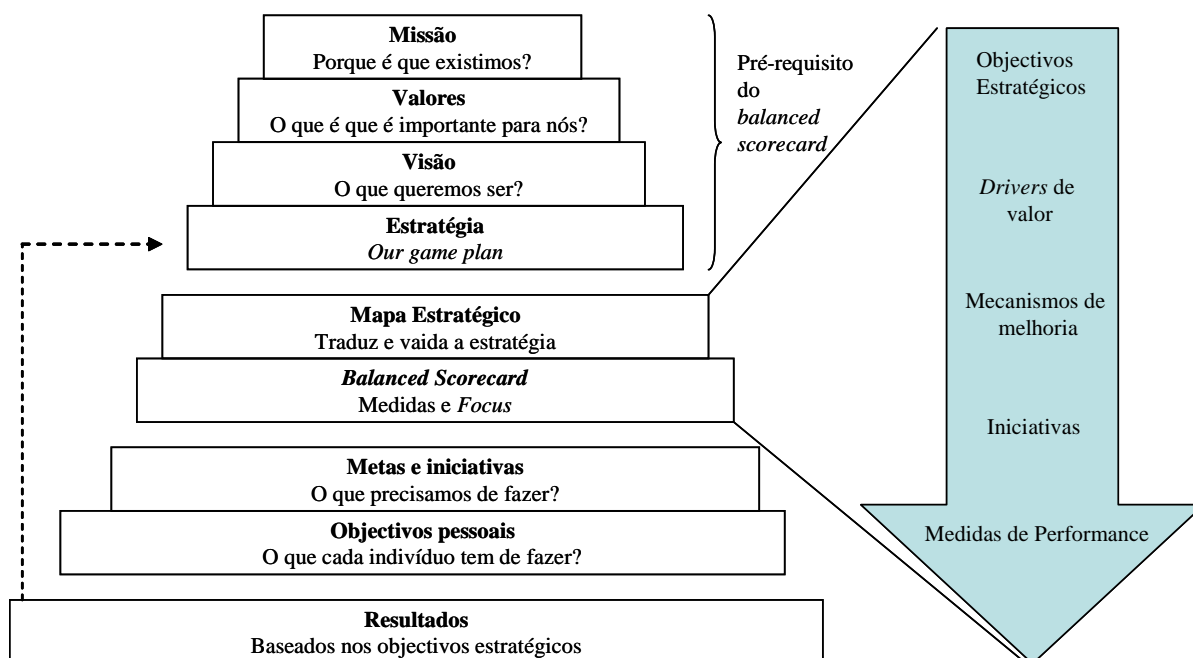 Missão
Porque é que existimos?
Valores
O que é que é importante para nós?
Visão
O que queremos ser?
Estratégia
Our game plan
Pré-requisito
do
balanced
scorecard
Mapa Estratégico
Traduz e vaida a estratégia
Balanced Scorecard
Medidas e Focus
Metas e iniciativas
O que precisamos de fazer?
Objectivos pessoais
O que cada indivíduo tem de fazer?
Resultados
Baseados nos objectivos estratégicos
Objectivos
Estratégicos
Drivers de
valor
Mecanismos de
melhoria
Iniciativas
Medidas de Performance